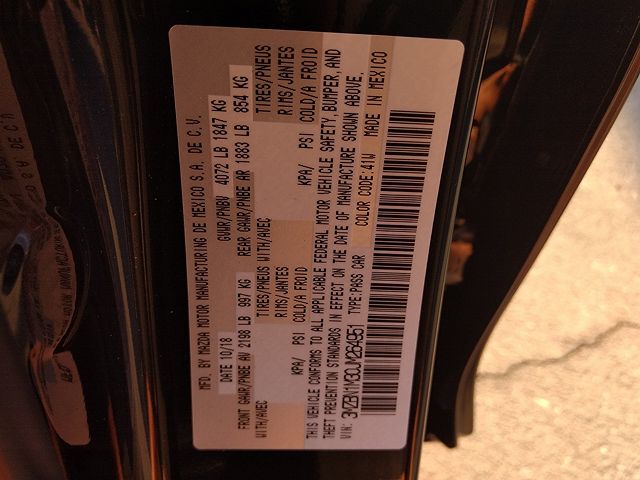 MFD. BY MAZDA MOTOR MANUFACTURING DE MEXICO S.A. DE C.V.
DATE 10/18 GVWR/PNBV 4072 LB 1847 KG
FRONT GAWR/PNBE AV 2198 LB 997 KG REAR GAWR/PNBE AR 1883 LB 854 KG
WITH/AVEC TIRES/PNEUS WITH/AVEC TIRES/PNEUS
RIMS/JANTES RIMS/JANTES
KPA/ PSI COLD/A FROID KPA/ PSI COLD/A FROID
THIS VEHICLE CONFORMS TO ALL APPLICABLE FEDERAL MOTOR VEHICLE SAFETY, BUMPER, AND
THEFT PREVENTION STANDARDS IN EFFECT ON THE DATE OF MANUFACTURE SHOWN ABOVE.
VIN: 3MZBN1M30JM264951 TYPE:PASS CAR COLOR CODE:41W MADE IN MEXICO